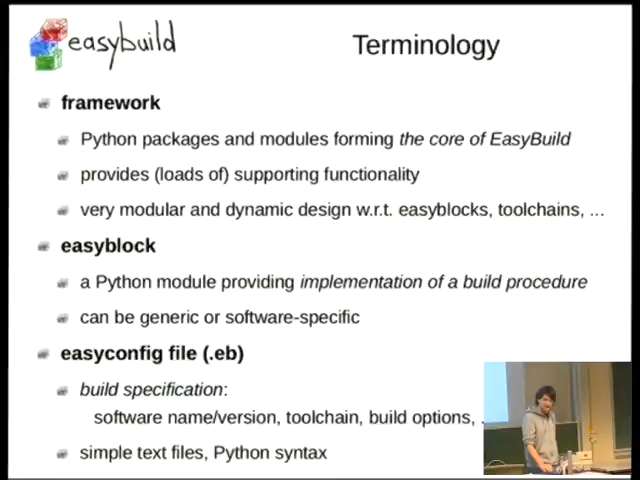 easybuild
Terminology
framework
Python packages and modules forming the core of EasyBuild
provides (loads of) supporting functionality
very modular and dynamic design w.r.t. easyblocks, toolchains, ...
easyblock
a Python module providing implementation of a build procedure
can be generic or software-specific
easyconfig file (.eb)
build specification:
software name/version, toolchain, build options, .
simple text files, Python syntax